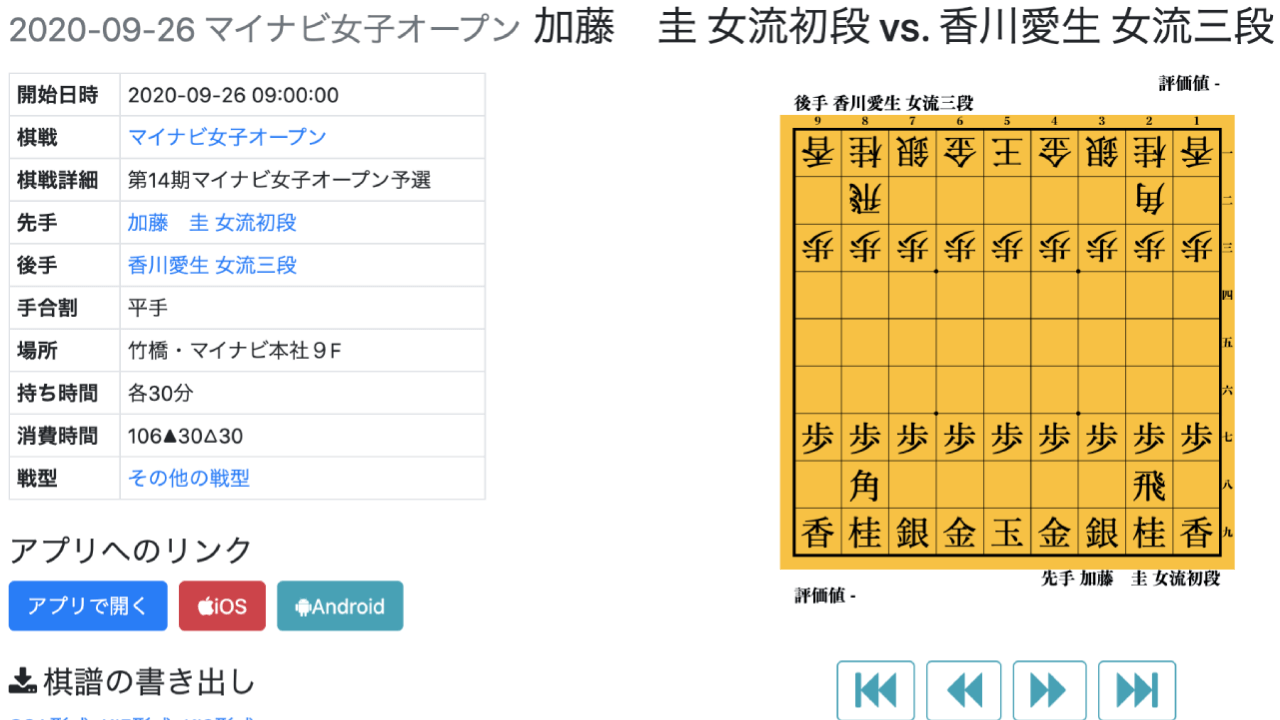 2020-09-26 マイナビ女子オープン 加藤　圭 女流初段 vs. 香川愛生 女流三段
開始日時 2020-09-26 09:00:00
棋戦 マイナビ女子オープン
棋戦詳細 第14期マイナビ女子オープン予選
先手 加藤　圭 女流初段
後手 香川愛生 女流三段
手合割 平手
場所 竹橋・マイナビ本社９F
持ち時間 各30分
消費時間 106▲30△30
戦型 その他の戦型
アプリへのリンク
アプリで開く iOS Android
棋譜の書き出し
評価値 -
後手 香川愛生 女流三段
9 8 7 6 5 4 3 2 1
香 桂 銀 金 王 金 銀 桂 香 一
飛 角 二
歩 歩 歩 歩 歩 歩 歩 歩 歩 三
四
五
六
歩 歩 歩 歩 歩 歩 歩 歩 歩 七
角 飛 八
香 桂 銀 金 玉 金 銀 桂 香 九
先手 加藤　圭 女流初段
評価値 -